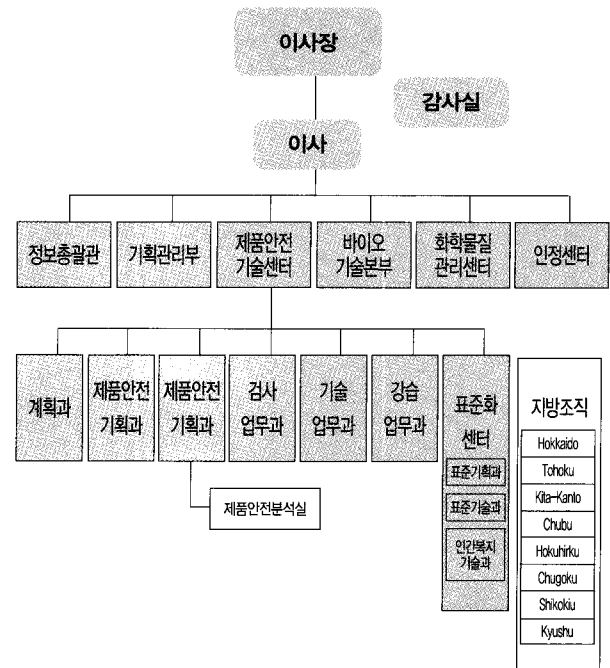 이사장
감사실
이사
정보총괄관
기획관리부
제품안전
기술센터
바이오
기술본부
화학물질
관리센터
인정센터
계획과
제품안전
기획과
제품안전
기획과
검사
업무과
기술
업무과
강습
업무과
표준화
센터
표준기획과
표준기술과
인간복지
기술과
제품안전분석실
지방조직
Hokkaido
Tohoku
Kita-Kanto
Chubu
Hokuhirku
Chugoku
Shikokiu
Kyushu